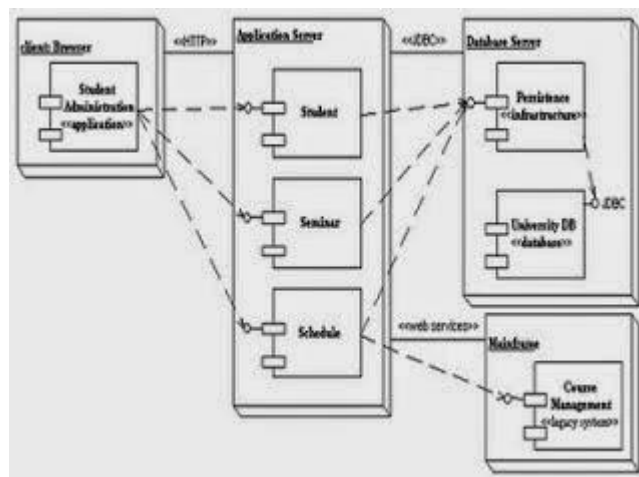 client: Browser
<<HTTP>>
Application Server
<<JDBC>>
Database Server
Student
Administration
<<application>>
Student
Persistence
<<infrastructure>>
Seminar
University DB
<<database>>
JDBC
Schedule
<<web services>>
Mainframe
Course
Management
<<legacy system>>